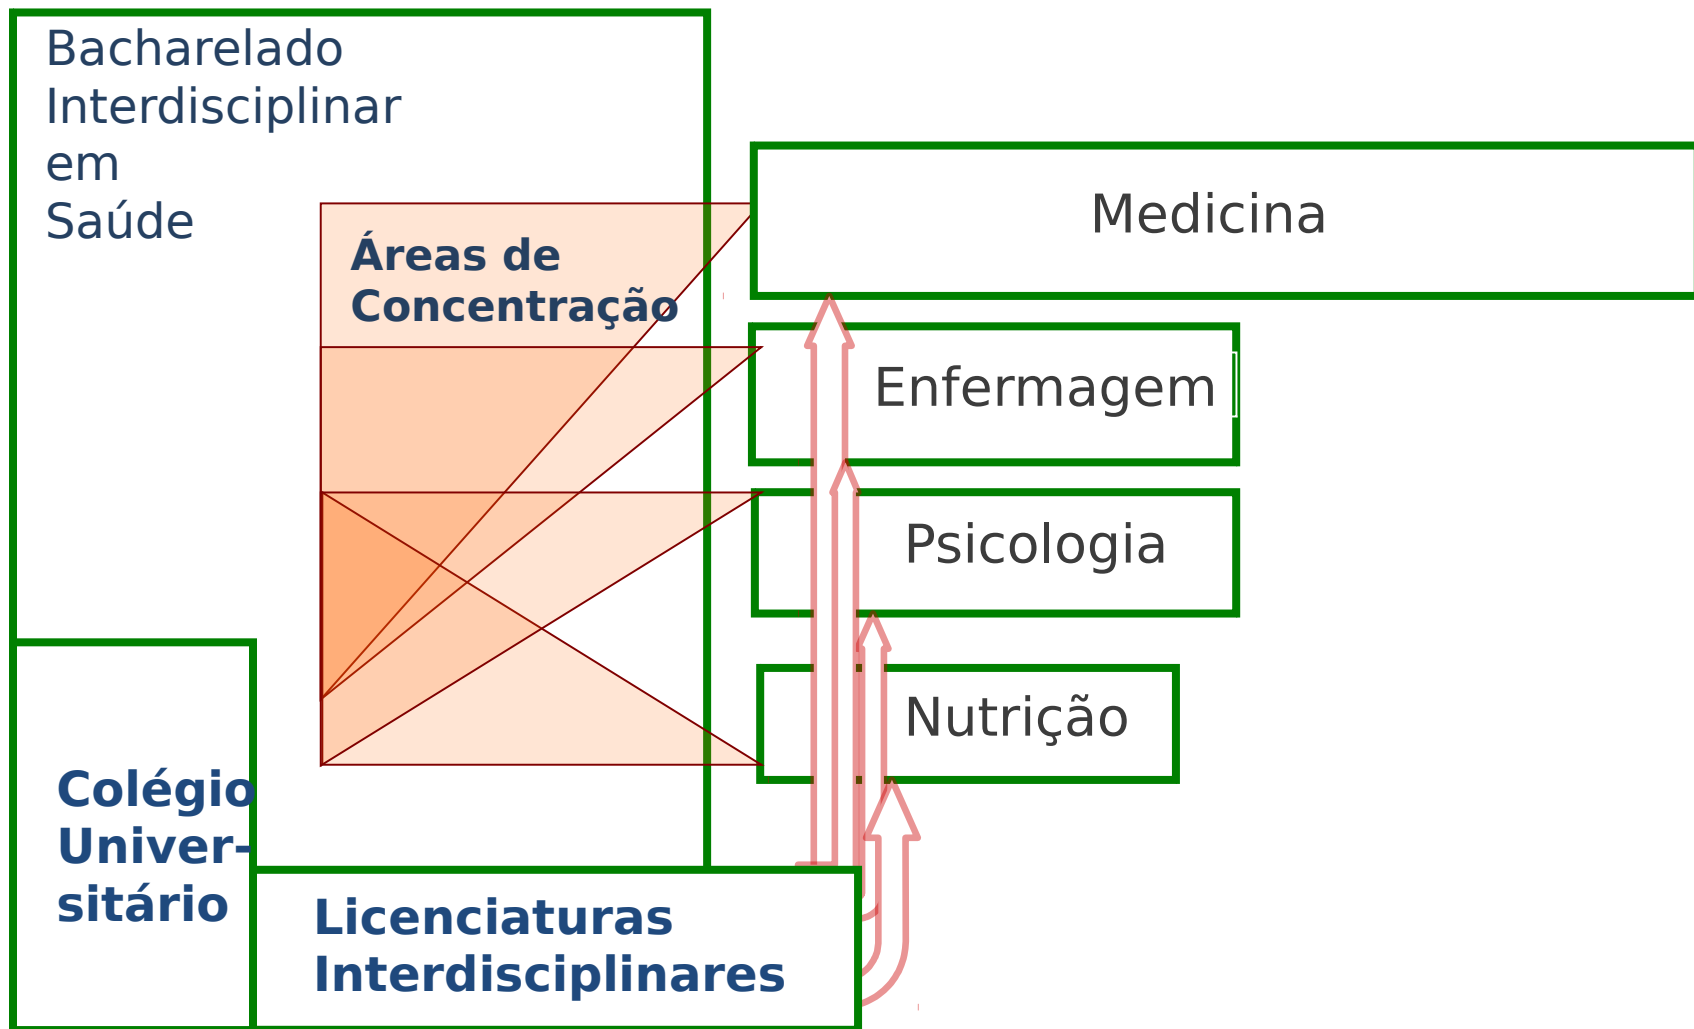 Bacharelado
Interdisciplinar
em
Saúde
Áreas de
Concentração
Medicina
Enfermagem
Psicologia
Nutrição
Colégio
Univer-
sitário
Licenciaturas
Interdisciplinares